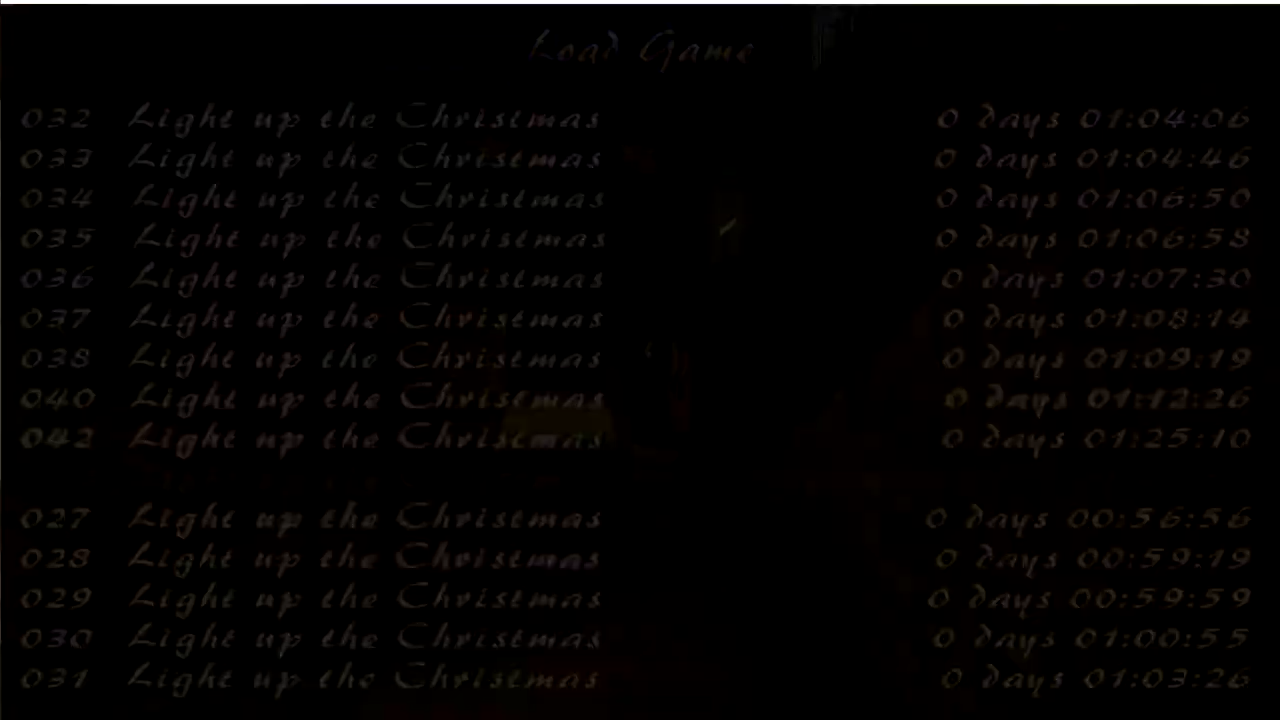 Load Game
032 Light up the Christmas 0 days 01:04:06
033 Light up the Christmas 0 days 01:04:46
034 Light up the Christmas 0 days 01:06:50
035 Light up the Christmas 0 days 01:06:58
036 Light up the Christmas 0 days 01:07:30
037 Light up the Christmas 0 days 01:08:14
038 Light up the Christmas 0 days 01:09:19
040 Light up the Christmas 0 days 01:12:26
042 Light up the Christmas 0 days 01:25:10
027 Light up the Christmas 0 days 00:56:56
028 Light up the Christmas 0 days 00:59:19
029 Light up the Christmas 0 days 00:59:59
030 Light up the Christmas 0 days 01:00:55
031 Light up the Christmas 0 days 01:03:26